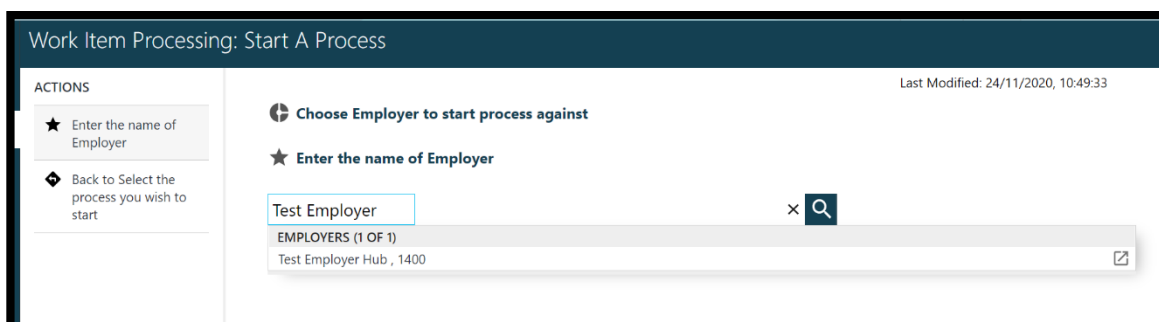 Work Item Processing: Start A Process
ACTIONS
Enter the name of
Employer
Back to Select the
process you wish to
start
Last Modified: 24/11/2020, 10:49:33
Choose Employer to start process against
Enter the name of Employer
Test Employer
EMPLOYERS (1 OF 1)
Test Employer Hub , 1400